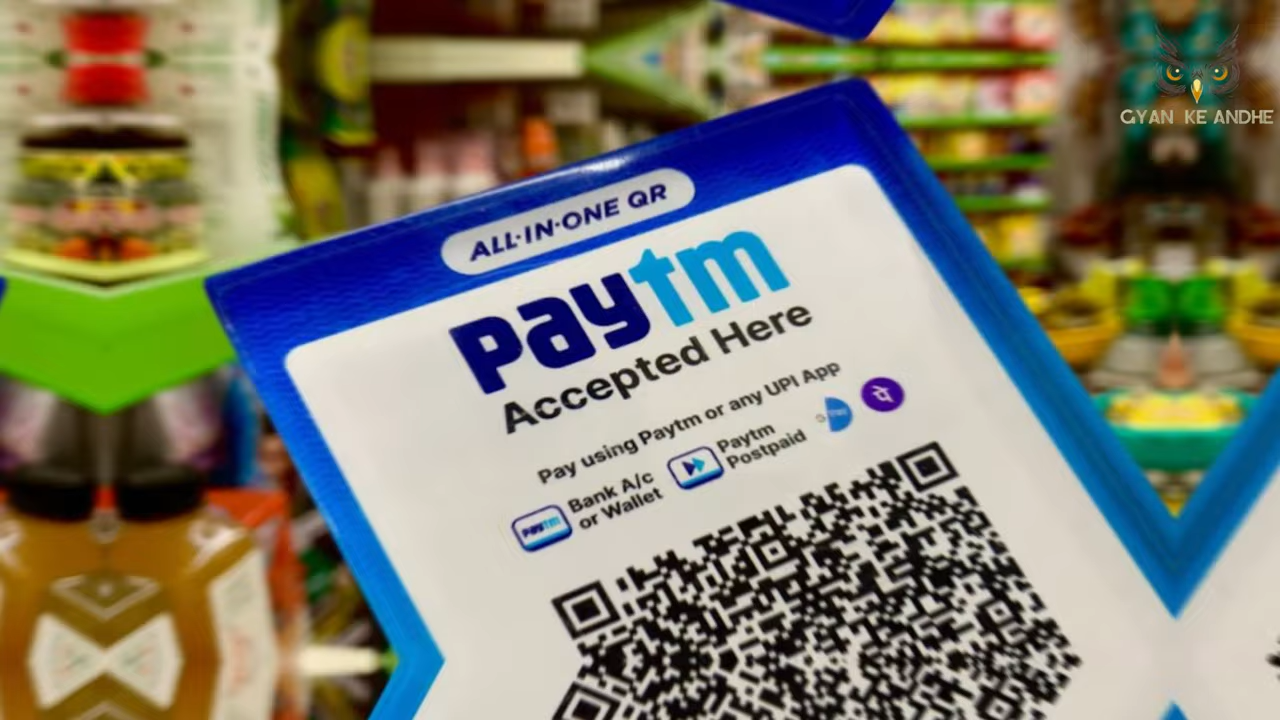 GYAN KE ANDHE
ALL·IN·ONE QR
paytm
Accepted Here
Pay using Paytm or any UPI App
paytm
Bank A/c
or Wallet
Paytm
Postpaid
पे